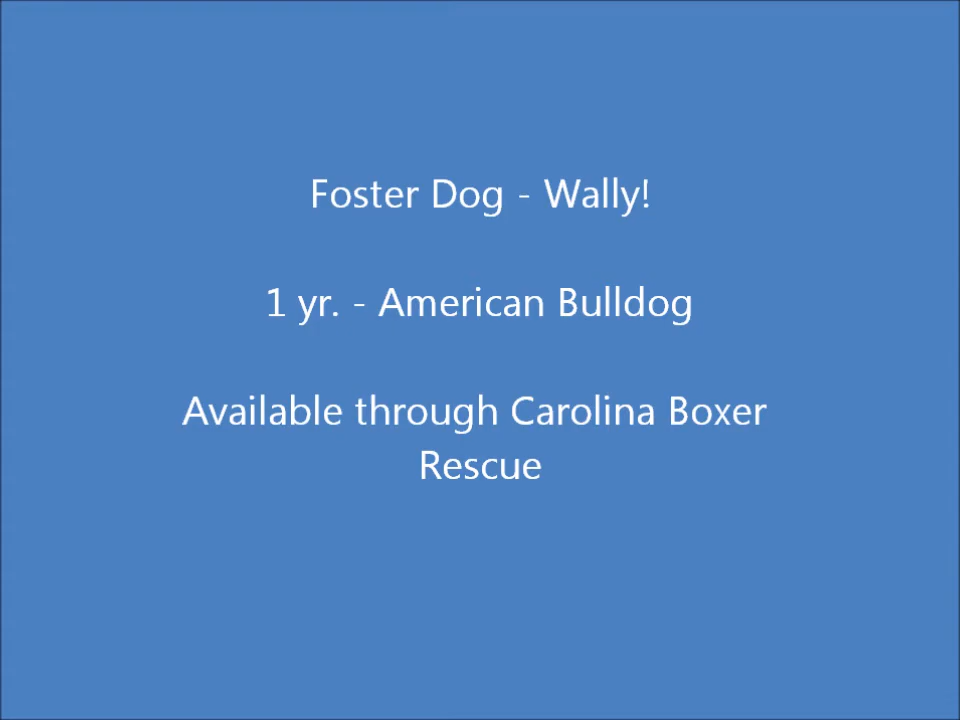 Foster Dog - Wally!
1 yr. - American Bulldog
Available through Carolina Boxer
Rescue